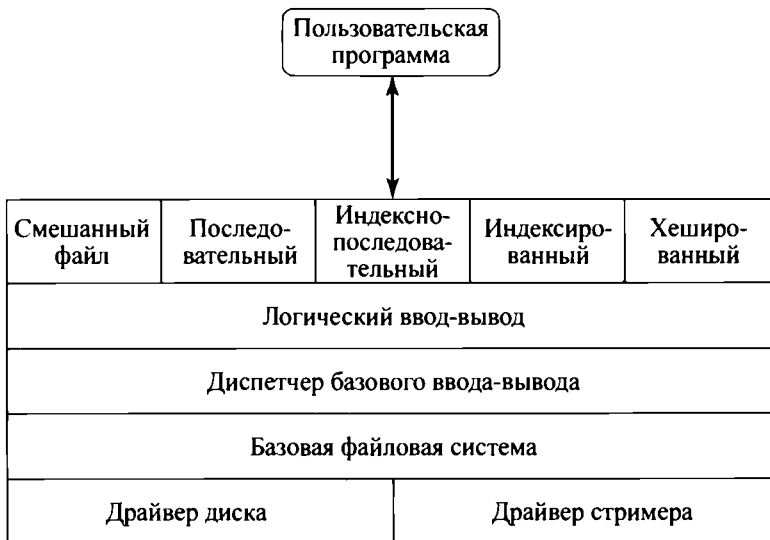 Пользовательская
программа
Смешанный
файл
Последо-
вательный
Индексно-
последова-
тельный
Индексиро-
ванный
Хеширо-
ванный
Логический ввод-вывод
Диспетчер базового ввода-вывода
Базовая файловая система
Драйвер диска
Драйвер стримера